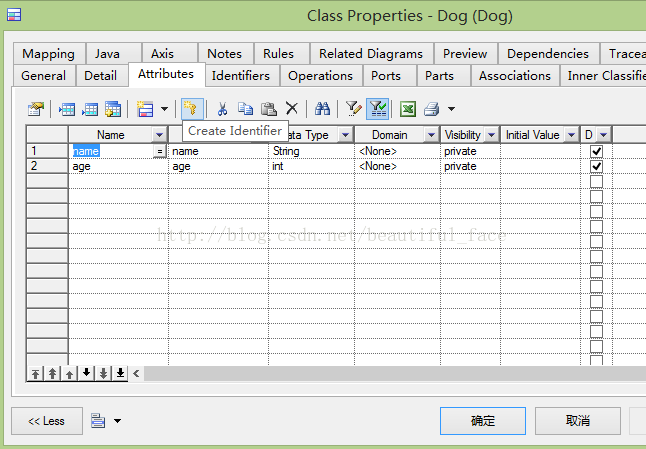 Class Properties - Dog (Dog)
Mapping Java Axis Notes Rules Related Diagrams Preview Dependencies Tracea
General Detail Attributes Identifiers Operations Ports Parts Associations Inner Classifie
Create Identifier
Name ata Type Domain Visibility Initial Value D
1 name = name String <None> private
2 age age int <None> private
http://blog.csdn.net/beautiful_face
<< Less 确定 取消